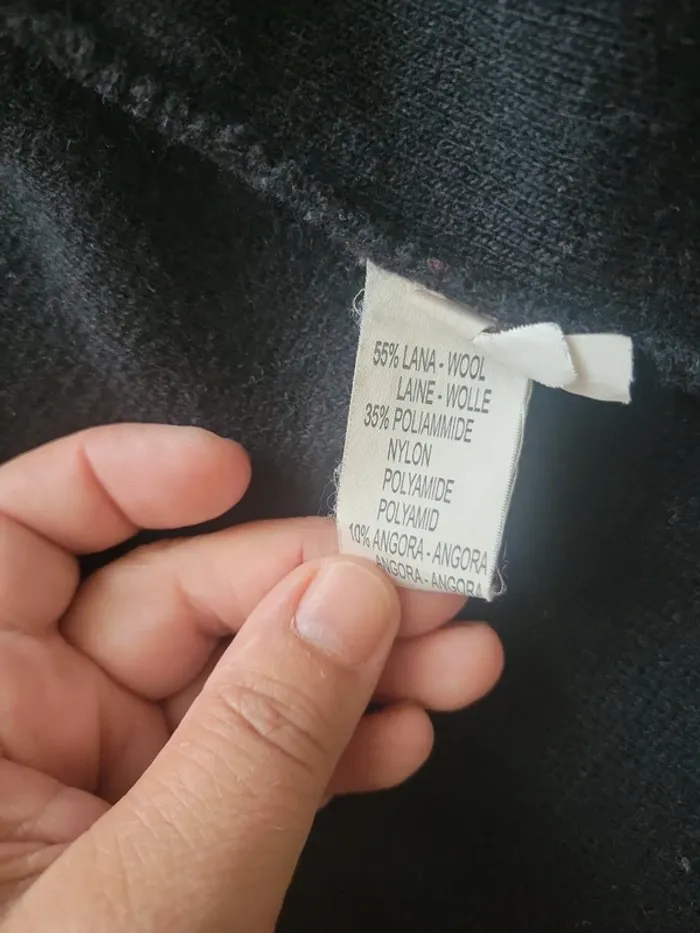 55% LANA - WOOL
LAINE - WOLLE
35% POLIAMMIDE
NYLON
POLYAMIDE
POLYAMID
10% ANGORA - ANGORA
ANGORA - ANGORA